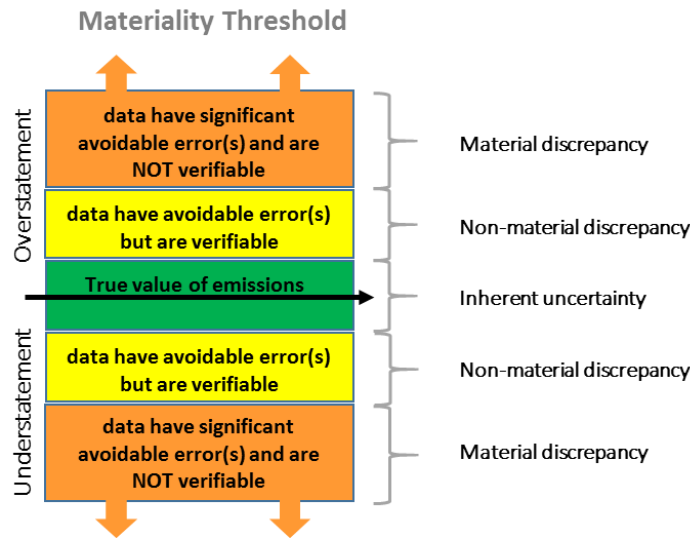 Materiality Threshold
Overstatement
data have significant
avoidable error(s) and are
NOT verifiable
Material discrepancy
data have avoidable error(s)
but are verifiable
Non-material discrepancy
True value of emissions
Inherent uncertainty
Understatement
data have avoidable error(s)
but are verifiable
Non-material discrepancy
data have significant
avoidable error(s) and are
NOT verifiable
Material discrepancy